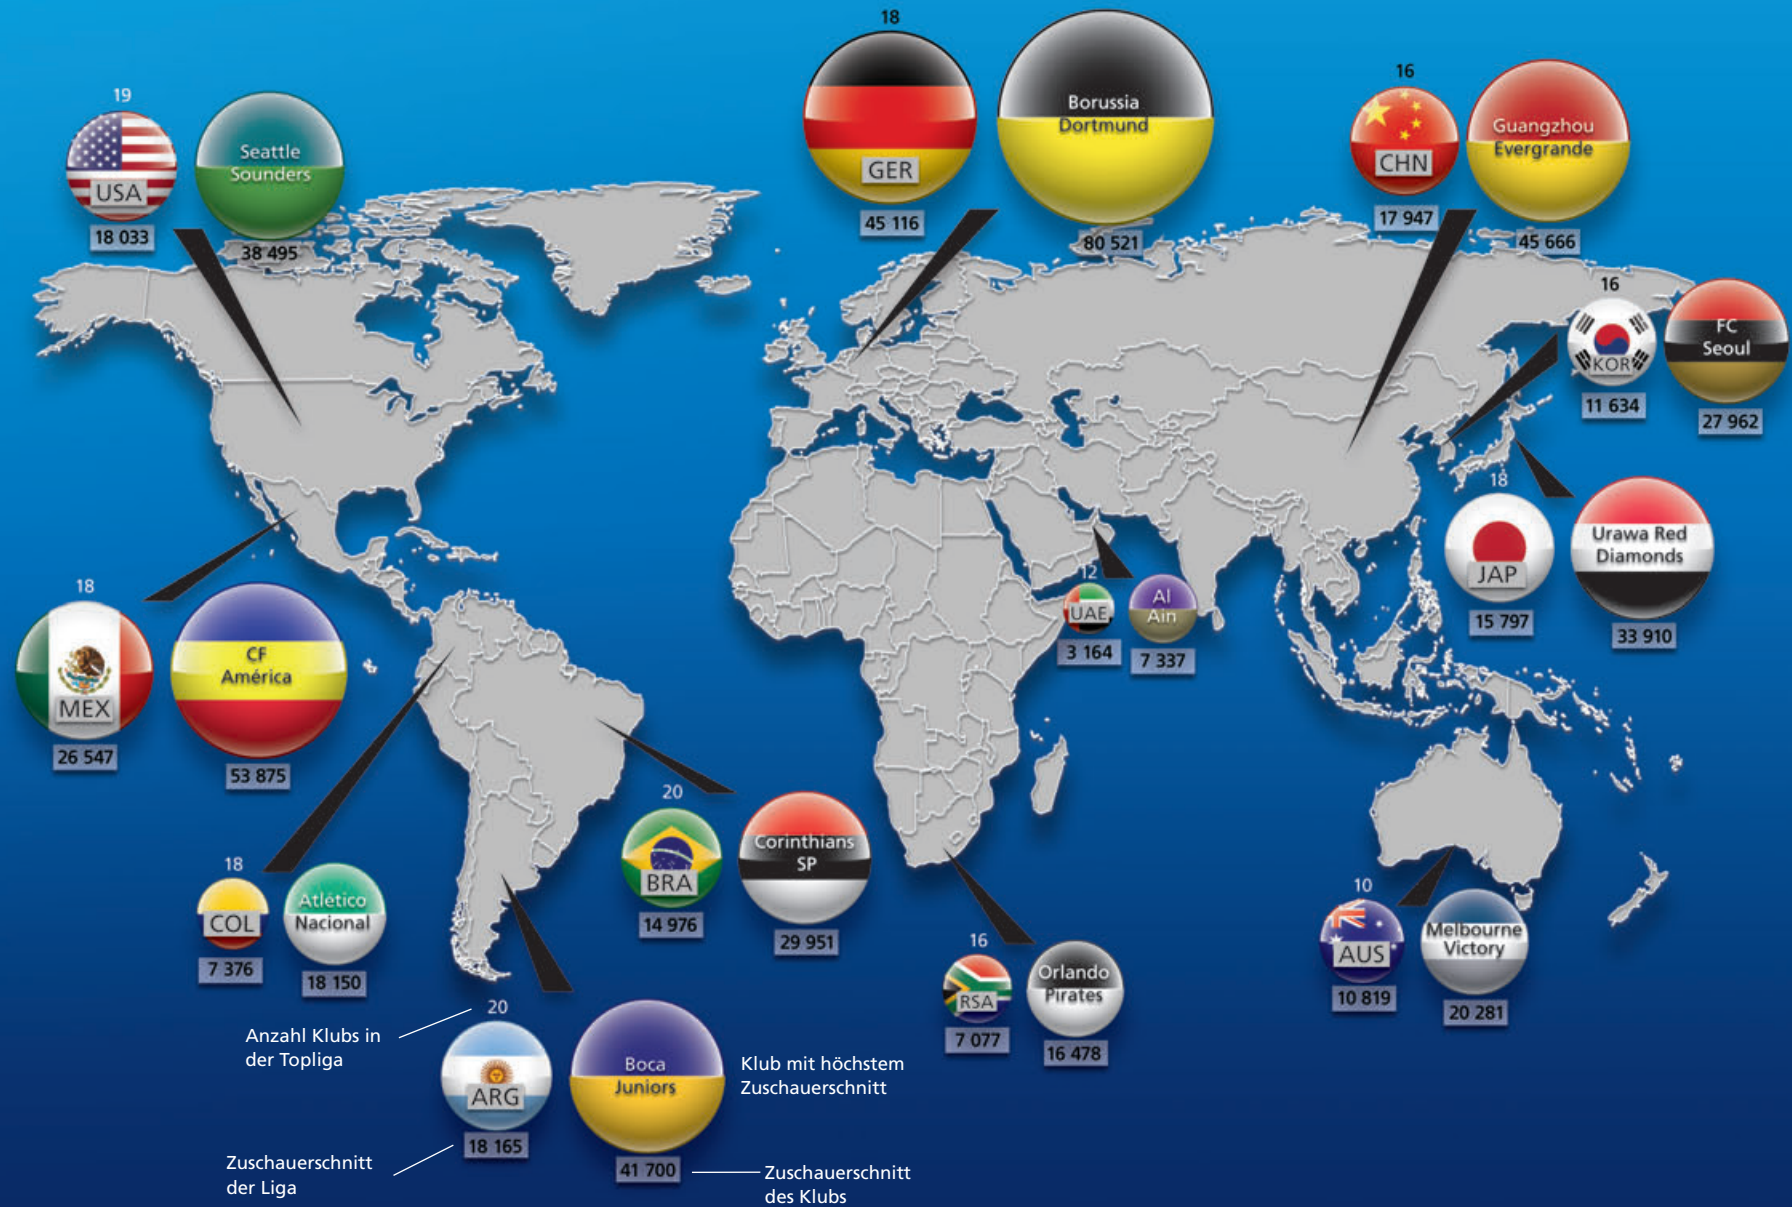 19
USA
18 033
Seattle
Sounders
38 495
18
GER
45 116
Borussia
Dortmund
80 521
16
CHN
17 947
Guangzhou
Evergrande
45 666
16
KOR
11 634
FC
Seoul
27 962
18
JAP
15 797
Urawa Red
Diamonds
33 910
18
MEX
26 547
CF
América
53 875
12
UAE
3 164
Al
Ain
7 337
18
COL
7 376
Atlético
Nacional
18 150
20
BRA
14 976
Corinthians
SP
29 951
16
RSA
7 077
Orlando
Pirates
16 478
10
AUS
10 819
Melbourne
Victory
20 281
Anzahl Klubs in
der Topliga
20
ARG
18 165
Boca
Juniors
41 700
Klub mit höchstem
Zuschauerschnitt
Zuschauerschnitt
der Liga
Zuschauerschnitt
des Klubs